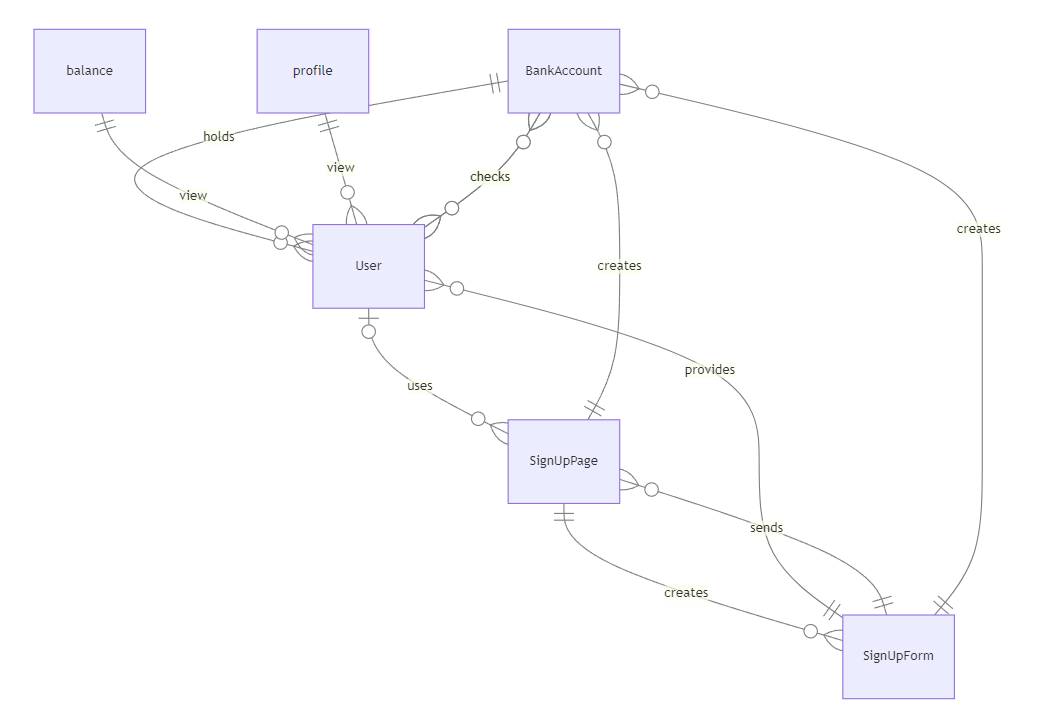 balance
profile
BankAccount
holds
view
view
checks
creates
creates
User
provides
uses
SignUpPage
sends
creates
SignUpForm